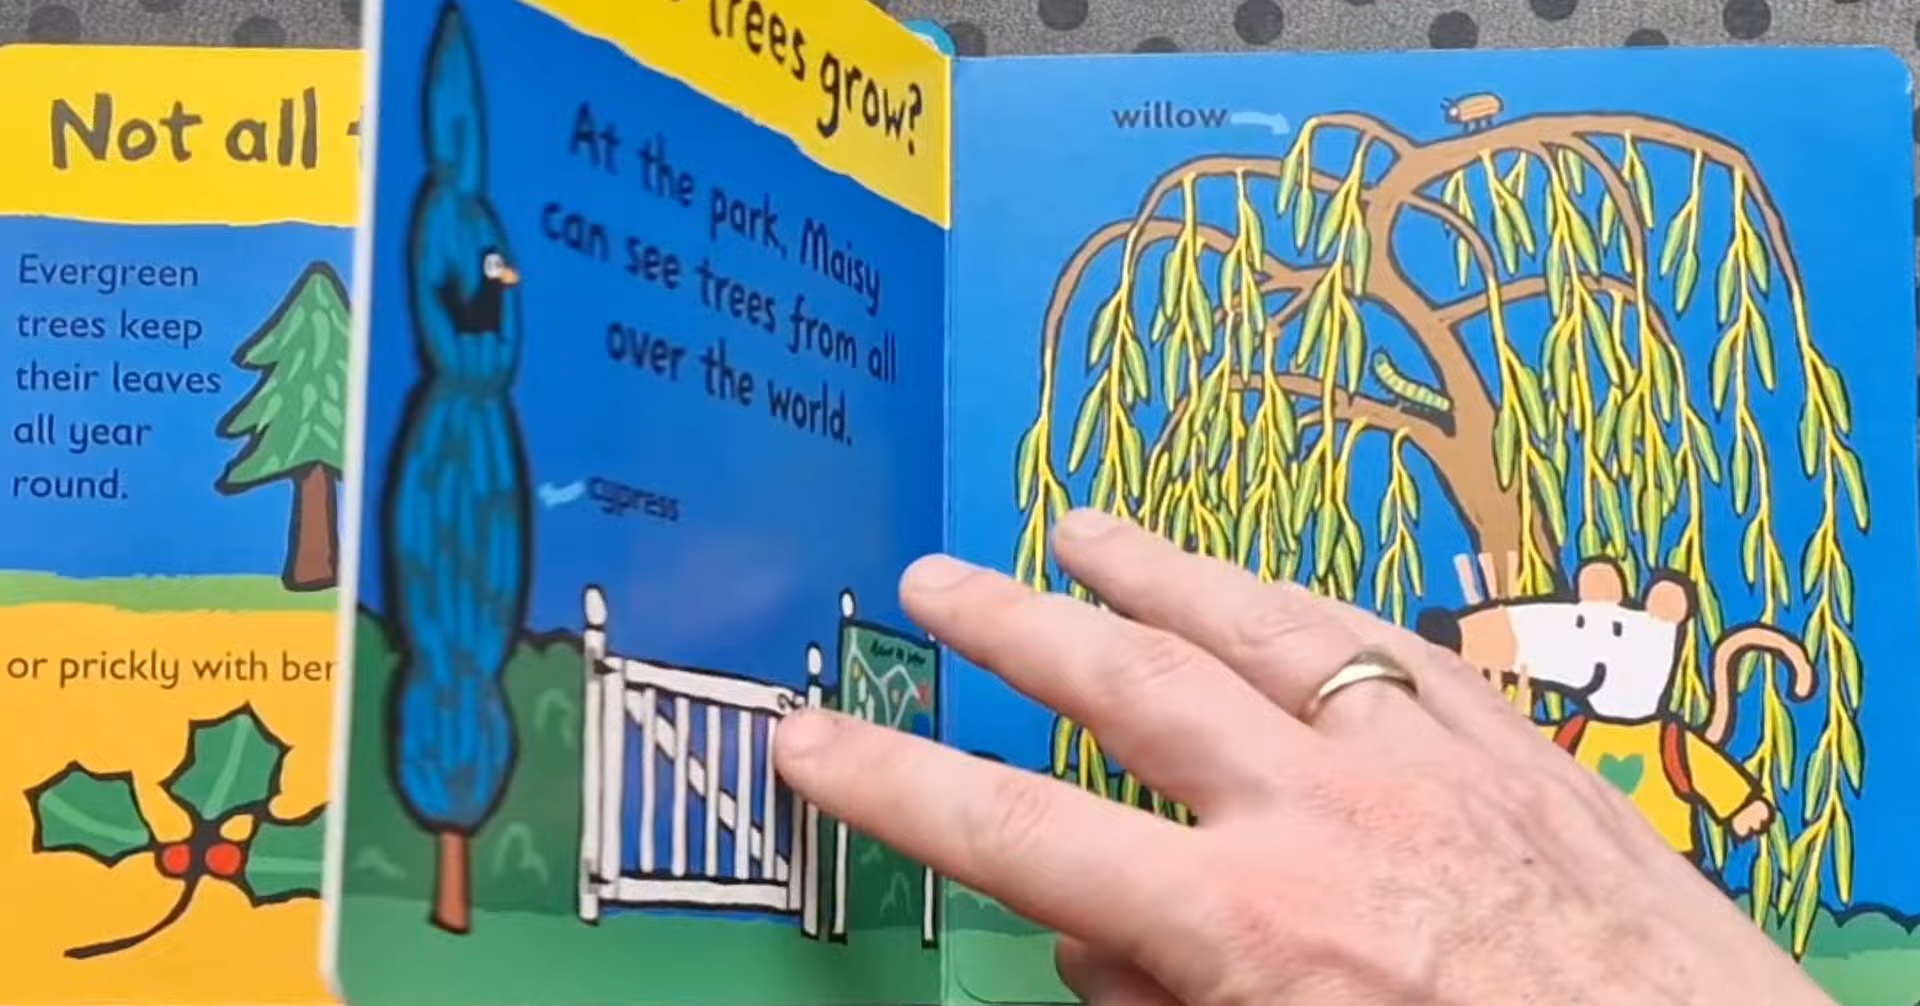 Not all
Evergreen
trees keep
their leaves
all year
round.
or prickly with ber
trees grow?
At the park, Maisy
can see trees from all
over the world.
cypress
willow